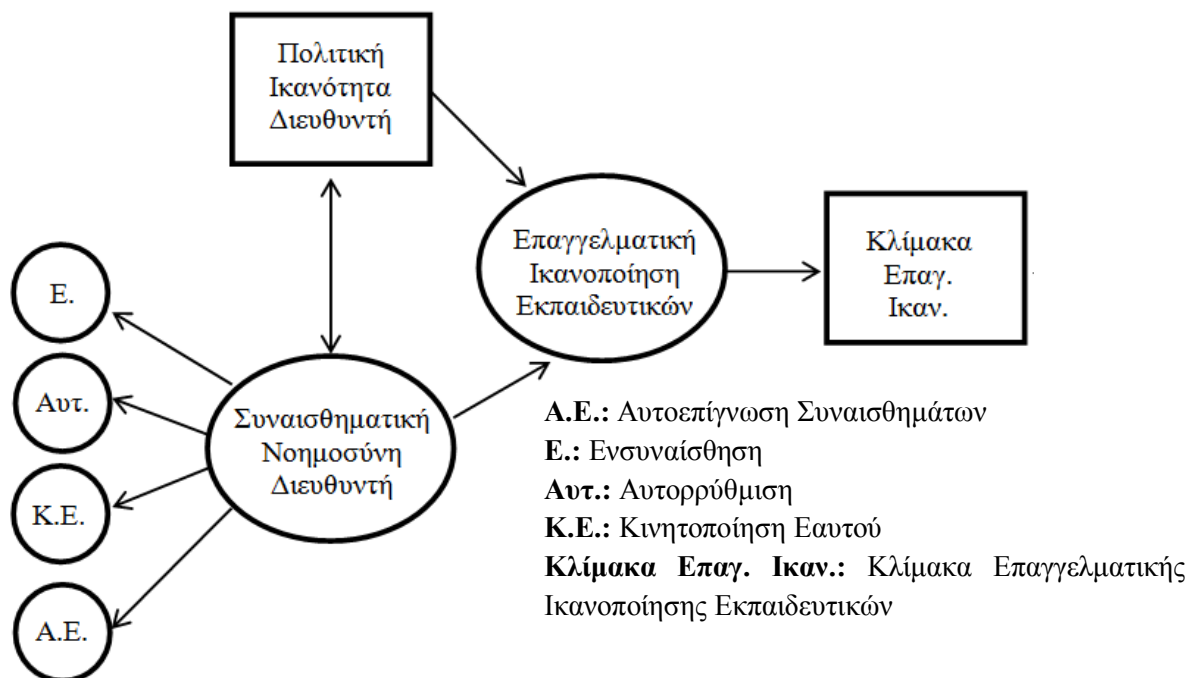 Πολιτική
Ικανότητα
Διευθυντή
Επαγγελματική
Ικανοποίηση
Εκπαιδευτικών
Κλίμακα
Επαγ.
Ικαν.
Ε.
Αυτ.
Κ.Ε.
Α.Ε.
Συναισθηματική
Νοημοσύνη
Διευθυντή
Α.Ε.: Αυτοεπίγνωση Συναισθημάτων
Ε.: Ενσυναίσθηση
Αυτ.: Αυτορρύθμιση
Κ.Ε.: Κινητοποίηση Εαυτού
Κλίμακα Επαγ. Ικαν.: Κλίμακα Επαγγελματικής
Ικανοποίησης Εκπαιδευτικών